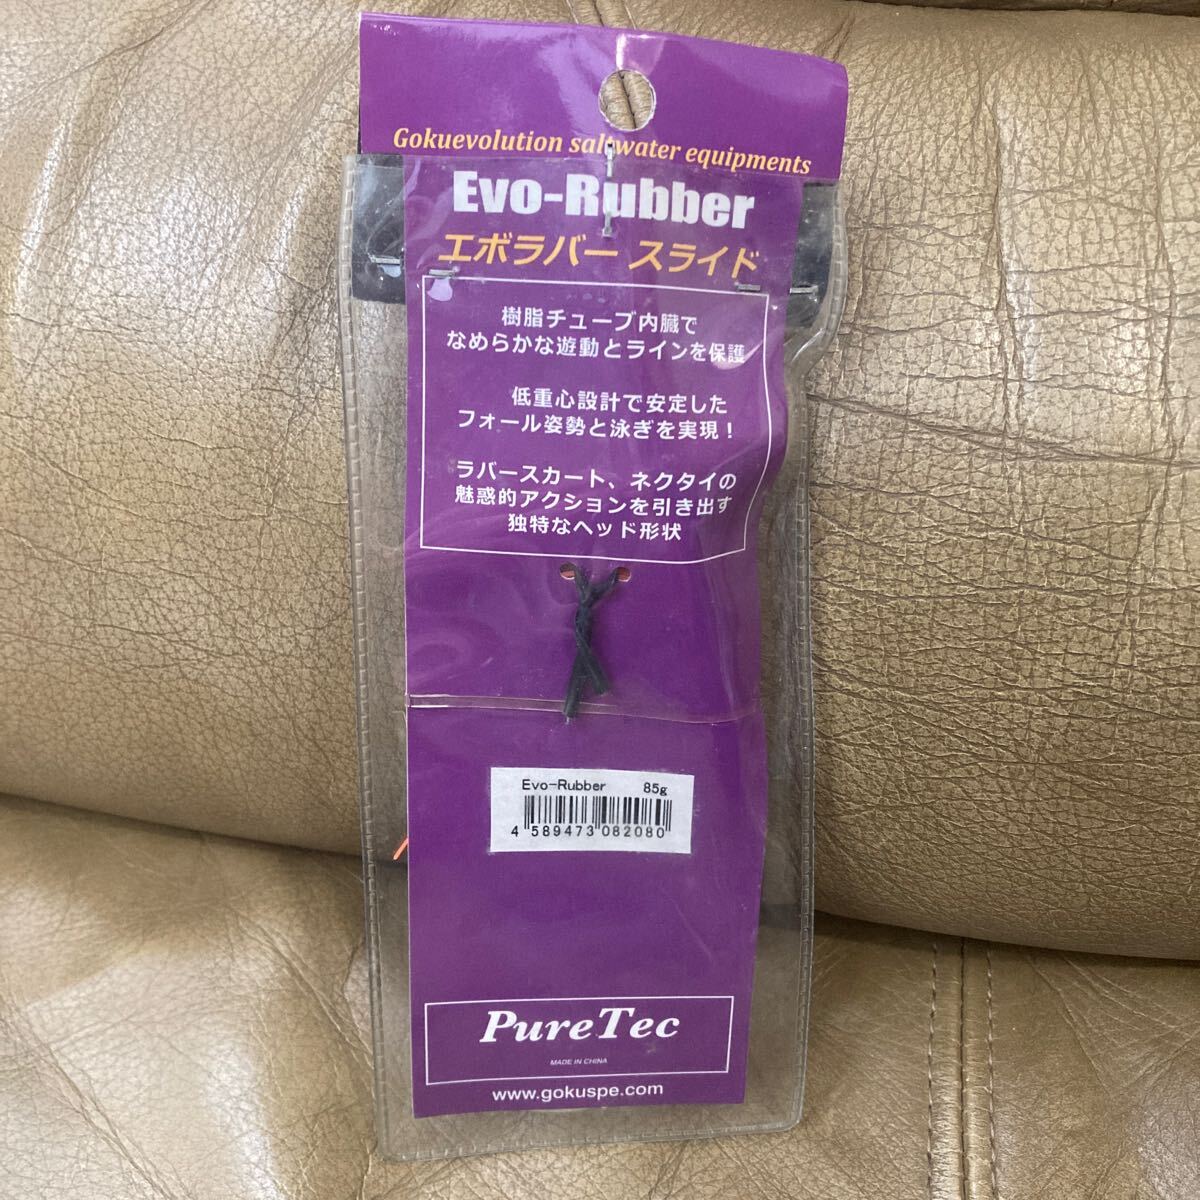 Gokuevolution saltwater equipments
Evo-Rubber
エボラバー スライド
樹脂チューブ内臓で
なめらかな遊動とラインを保護
低重心設計で安定した
フォール姿勢と泳ぎを実現！
ラバースカート、ネクタイの
魅惑的アクションを引き出す
独特なヘッド形状
Evo-Rubber 85g
4 589473 082080
PureTec
MADE IN CHINA
www.gokuspe.com